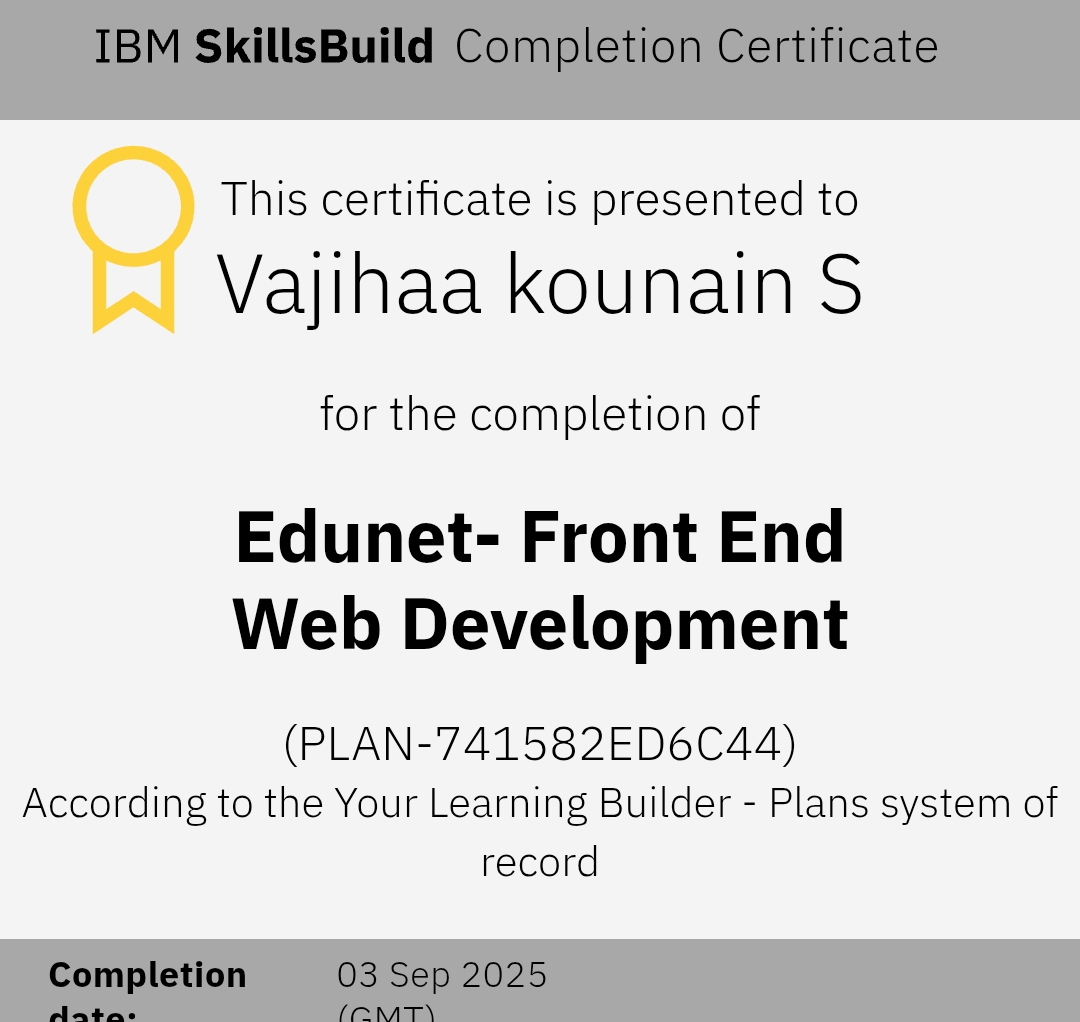 IBM SkillsBuild Completion Certificate
This certificate is presented to
Vajihaa kounain S
for the completion of
Edunet- Front End
Web Development
(PLAN-741582ED6C44)
According to the Your Learning Builder - Plans system of
record
Completion 03 Sep 2025
date: (GMT)